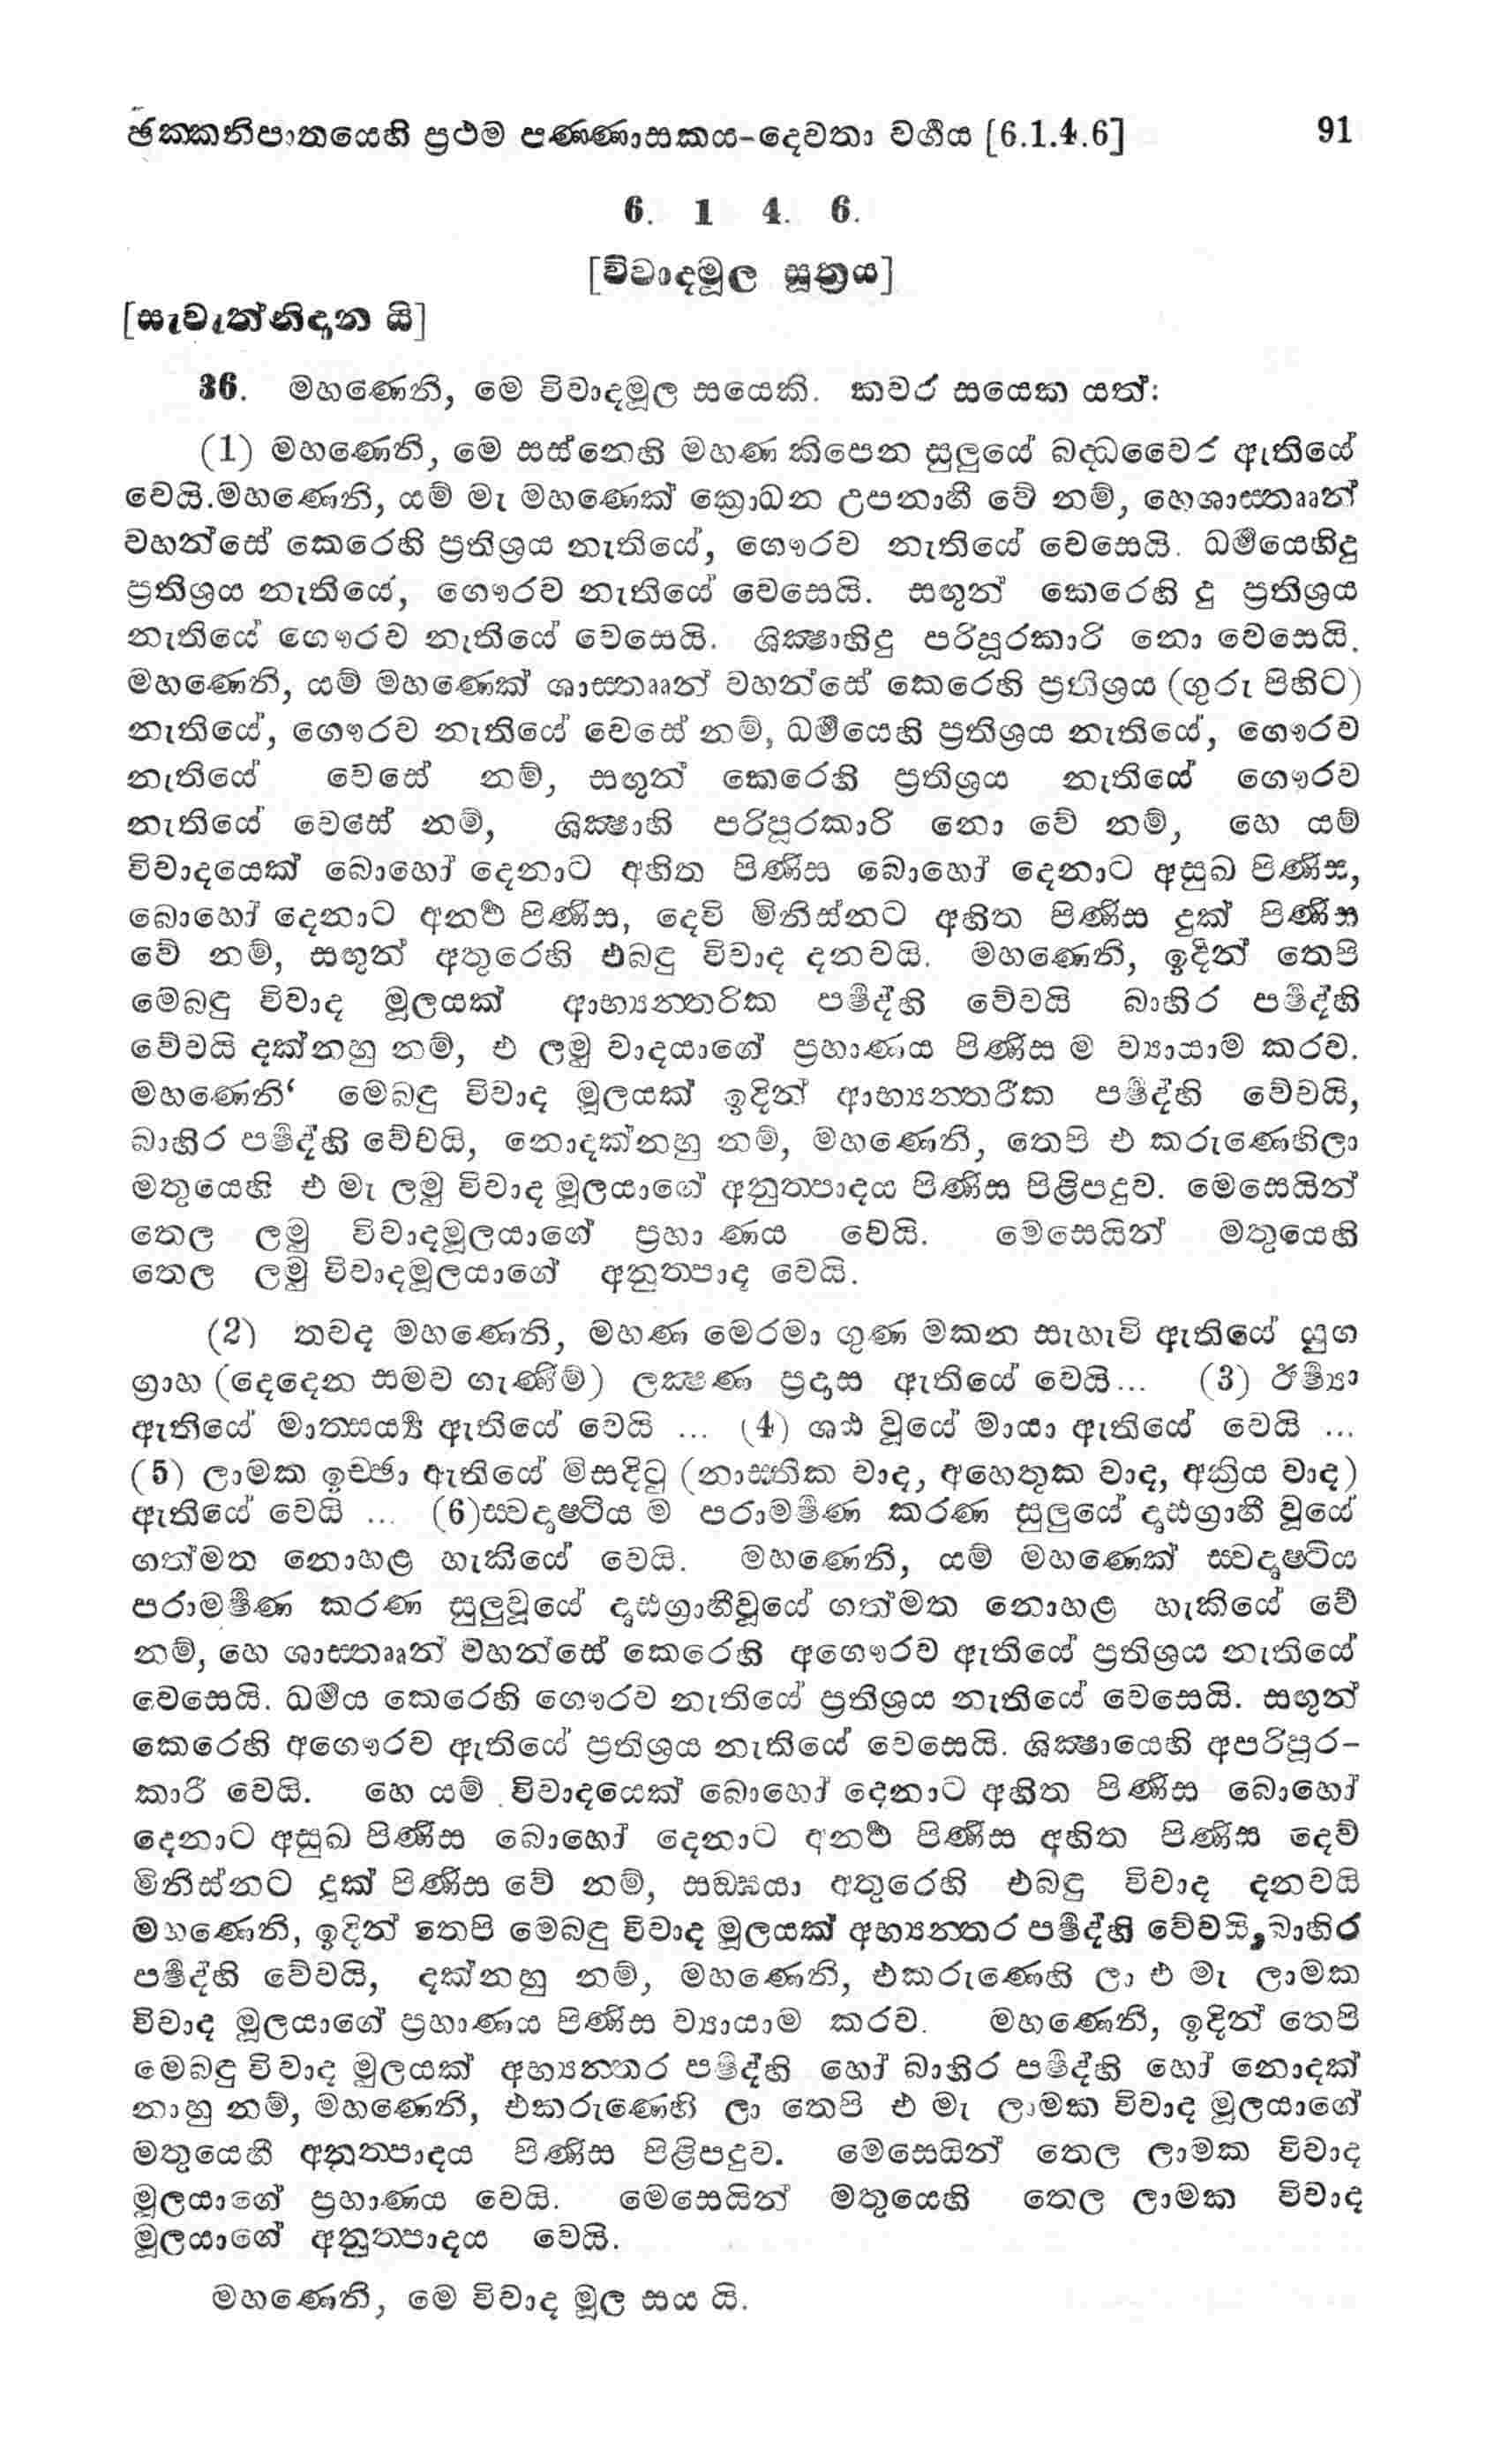 ඡක‍්කනිපාතයෙහි ප්‍රථම පණ‍්ණාසකය-දෙවතා වර්‍ගය [6.1.4.6] 91
6. 1 4. 6.
[විවාදමූල සූත්‍රය]
[සැවැත්නිදාන යි]
36. මහණෙනි, මෙ විවාදමූල සයෙකි. කවර සයෙක යත්:
(1) මහණෙනි, මෙ සස්නෙහි මහණ කිපෙන සුලුයේ බද‍්ධවෛර ඇතියේ
වෙයි.මහණෙනි, යම් මැ මහණෙක් ක්‍රොධන උපනාහී වේ නම්, හෙශාස‍්තෲන්
වහන්සේ කෙරෙහි ප්‍රතිශ්‍රය නැතියේ, ගෞරව නැතියේ වෙසෙයි. ධර්‍මයෙහිදු
ප්‍රතිශ්‍රය නැතියේ, ගෞරව නැතියේ වෙසෙයි. සඟුන් කෙරෙහි දු ප්‍රතිශ්‍රය
නැතියේ ගෞරව නැතියේ වෙසෙයි. ශික්‍ෂාහිදු පරිපූරකාරි නො වෙසෙයි.
මහණෙනි, යම් මහණෙක් ශාස‍්තෲන් වහන්සේ කෙරෙහි ප්‍රතිශ්‍රය (ගුරු පිහිට)
නැතියේ, ගෞරව නැතියේ වෙසේ නම්, ධර්‍මයෙහි ප්‍රතිශ්‍රය නැතියේ, ගෞරව
නැතියේ වෙසේ නම්, සඟුන් කෙරෙහි ප්‍රතිශ්‍රය නැතියේ ගෞරව
නැතියේ වෙසේ නම්, ශික්‍ෂාහි පරිපූරකාරි නො වේ නම්, හෙ යම්
විවාදයෙක් බොහෝ දෙනාට අහිත පිණිස බොහෝ දෙනාට අසුඛ පිණිස,
බොහෝ දෙනාට අනර්‍ථ පිණිස, දෙවි මිනිස්නට අහිත පිණිස දුක් පිණිස
වේ නම්, සඟුන් අතුරෙහි එබඳු විවාද දනවයි. මහණෙනි, ඉදින් තෙපි
මෙබඳු විවාද මූලයක් ආභ්‍යන‍්තරික පර්‍ෂද්හි වේවයි බාහිර පර්‍ෂද්හි
වේවයි දක්නහු නම්, එ ලමු වාදයාගේ ප්‍රහාණය පිණිස ම ව්‍යායාම කරව.
මහණෙනි‘ මෙබඳු විවාද මූලයක් ඉදින් ආභ්‍යන‍්තරීක පර්‍ෂද්හි වේවයි,
බාහිර පර්‍ෂද්හි වේවයි, නොදක්නහු නම්, මහණෙනි, තෙපි එ කරුණෙහිලා
මතුයෙහි එ මැ ලමු විවාද මූලයාගේ අනුත‍්පාදය පිණිස පිළිපදුව. මෙසෙයින්
තෙල ලමු විවාදමූලයාගේ ප්‍රහා ණය වෙයි. මෙසෙයින් මතුයෙහි
තෙල ලමු විවාදමූලයාගේ අනුත‍්පාද වෙයි.
(2) තවද මහණෙනි, මහණ මෙරමා ගුණ මකන සැහැවි ඇතියේ යුග
ග්‍රාහ (දෙදෙන සමව ගැණීම්) ලක්‍ෂණ ප්‍රදාස ඇතියේ වෙයි... (3) ඊර්‍ෂ්‍යා
ඇතියේ මාත‍්සර්‍ය්‍ය ඇතියේ වෙයි ... (4) ශඨ වූයේ මායා ඇතියේ වෙයි ...
(5) ලාමක ඉච‍්ඡා ඇතියේ මිසදිටු (නාස‍්තික වාද, අහෙතුක වාද, අක්‍රිය වාද)
ඇතියේ වෙයි ... (6)ස‍්වදෘෂ‍්ටිය ම පරාමර්‍ෂණ කරණ සුලුයේ දෘඪග්‍රාහී වූයේ
ගත්මත නොහළ හැකියේ වෙයි. මහණෙනි, යම් මහණෙක් ස‍්වදෘෂ‍්ටිය
පරාමර්‍ෂණ කරණ සුලුවූයේ දෘඪග්‍රාහීවූයේ ගත්මත නොහළ හැකියේ වේ
නම්, හෙ ශාස‍්තෲන් වහන්සේ කෙරෙහි අගෞරව ඇතියේ ප්‍රතිශ්‍රය නැතියේ
වෙසෙයි. ධර්‍මය කෙරෙහි ගෞරව නැතියේ ප්‍රතිශ්‍රය නැතියේ වෙසෙයි. සඟුන්
කෙරෙහි අගෞරව ඇතියේ ප්‍රතිශ්‍රය නැතියේ වෙසෙයි. ශික්‍ෂායෙහි අපරිපූර-
කාරී වෙයි. හෙ යම් විවාදයෙක් බොහෝ දෙනාට අහිත පිණිස බොහෝ
දෙනාට අසුඛ පිණිස බොහෝ දෙනාට අනර්‍ථ පිණිස අහිත පිණිස දෙව්
මිනිස්නට දුක් පිණිස වේ නම්, සඞ‍්ඝයා අතුරෙහි එබඳු විවාද දනවයි
මහණෙනි, ඉදින් තෙපි මෙබඳු විවාද මූලයක් අභ්‍යන‍්තර පර්‍ෂද්හි වේවයි,බාහිර
පර්‍ෂද්හි වේවයි, දක්නහු නම්, මහණෙනි, එකරුණෙහි ලා එ මැ ලාමක
විවාද මූලයාගේ ප්‍රහාණය පිණිස ව්‍යායාම කරව. මහණෙනි, ඉදින් තෙපි
මෙබඳු විවාද මූලයක් අභ්‍යන‍්තර පර්‍ෂද්හි හෝ බාහිර පර්‍ෂද්හි හෝ නොදක්
නාහු නම්, මහණෙනි, එකරුණෙහි ලා තෙපි එ මැ ලාමක විවාද මූලයාගේ
මතුයෙහි අනුත‍්පාදය පිණිස පිළිපදුව. මෙසෙයින් තෙල ලාමක විවාද
මූලයාගේ ප්‍රහාණය වෙයි. මෙසෙයින් මතුයෙහි තෙල ලාමක විවාද
මූලයාගේ අනුත‍්පාදය වෙයි.
මහණෙනි, මෙ විවාද මූල සය යි.